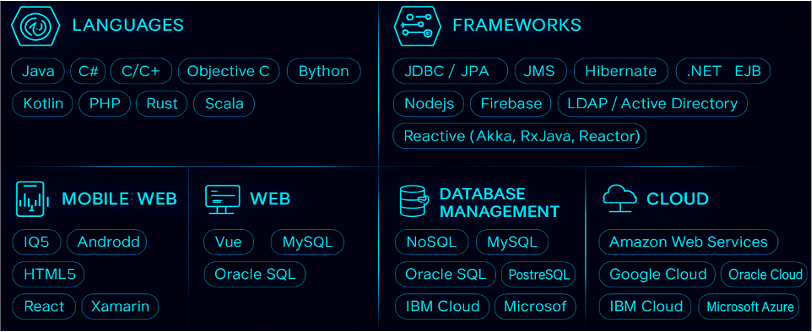 LANGUAGES
Java C# C/C+ Objective C Bython
Kotlin PHP Rust Scala
FRAMEWORKS
JDBC / JPA JMS Hibernate .NET EJB
Nodejs Firebase LDAP / Active Directory
Reactive (Akka, RxJava, Reactor)
MOBILE WEB
IQ5 Androdd
HTML5
React Xamarin
WEB
Vue MySQL
Oracle SQL
DATABASE
MANAGEMENT
NoSQL MySQL
Oracle SQL PostreSQL
IBM Cloud Microsof
CLOUD
Amazon Web Services
Google Cloud Oracle Cloud
IBM Cloud Microsoft Azure